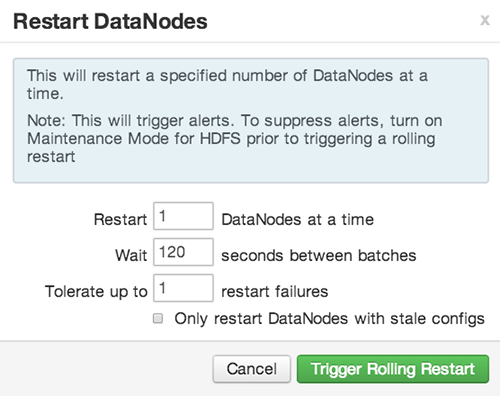 Restart DataNodes
x
This will restart a specified number of DataNodes at a
time.
Note: This will trigger alerts. To suppress alerts, turn on
Maintenance Mode for HDFS prior to triggering a rolling
restart
Restart 1 DataNodes at a time
Wait 120 seconds between batches
Tolerate up to 1 restart failures
Only restart DataNodes with stale configs
Cancel Trigger Rolling Restart